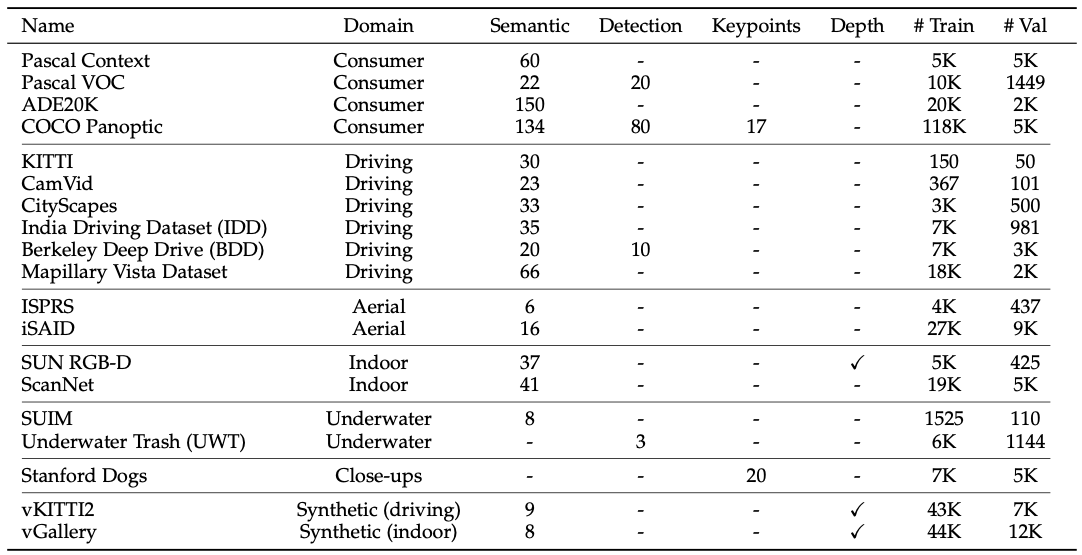 Name Domain Semantic Detection Keypoints Depth # Train # Val
Pascal Context Consumer 60 - - - 5K 5K
Pascal VOC Consumer 22 20 - - 10K 1449
ADE20K Consumer 150 - - - 20K 2K
COCO Panoptic Consumer 134 80 17 - 118K 5K
KITTI Driving 30 - - - 150 50
CamVid Driving 23 - - - 367 101
CityScapes Driving 33 - - - 3K 500
India Driving Dataset (IDD) Driving 35 - - - 7K 981
Berkeley Deep Drive (BDD) Driving 20 10 - - 7K 3K
Mapillary Vista Dataset Driving 66 - - - 18K 2K
ISPRS Aerial 6 - - - 4K 437
iSAID Aerial 16 - - - 27K 9K
SUN RGB-D Indoor 37 - - ✓ 5K 425
ScanNet Indoor 41 - - - 19K 5K
SUIM Underwater 8 - - - 1525 110
Underwater Trash (UWT) Underwater - 3 - - 6K 1144
Stanford Dogs Close-ups - - 20 - 7K 5K
vKITTI2 Synthetic (driving) 9 - - ✓ 43K 7K
vGallery Synthetic (indoor) 8 - - ✓ 44K 12K